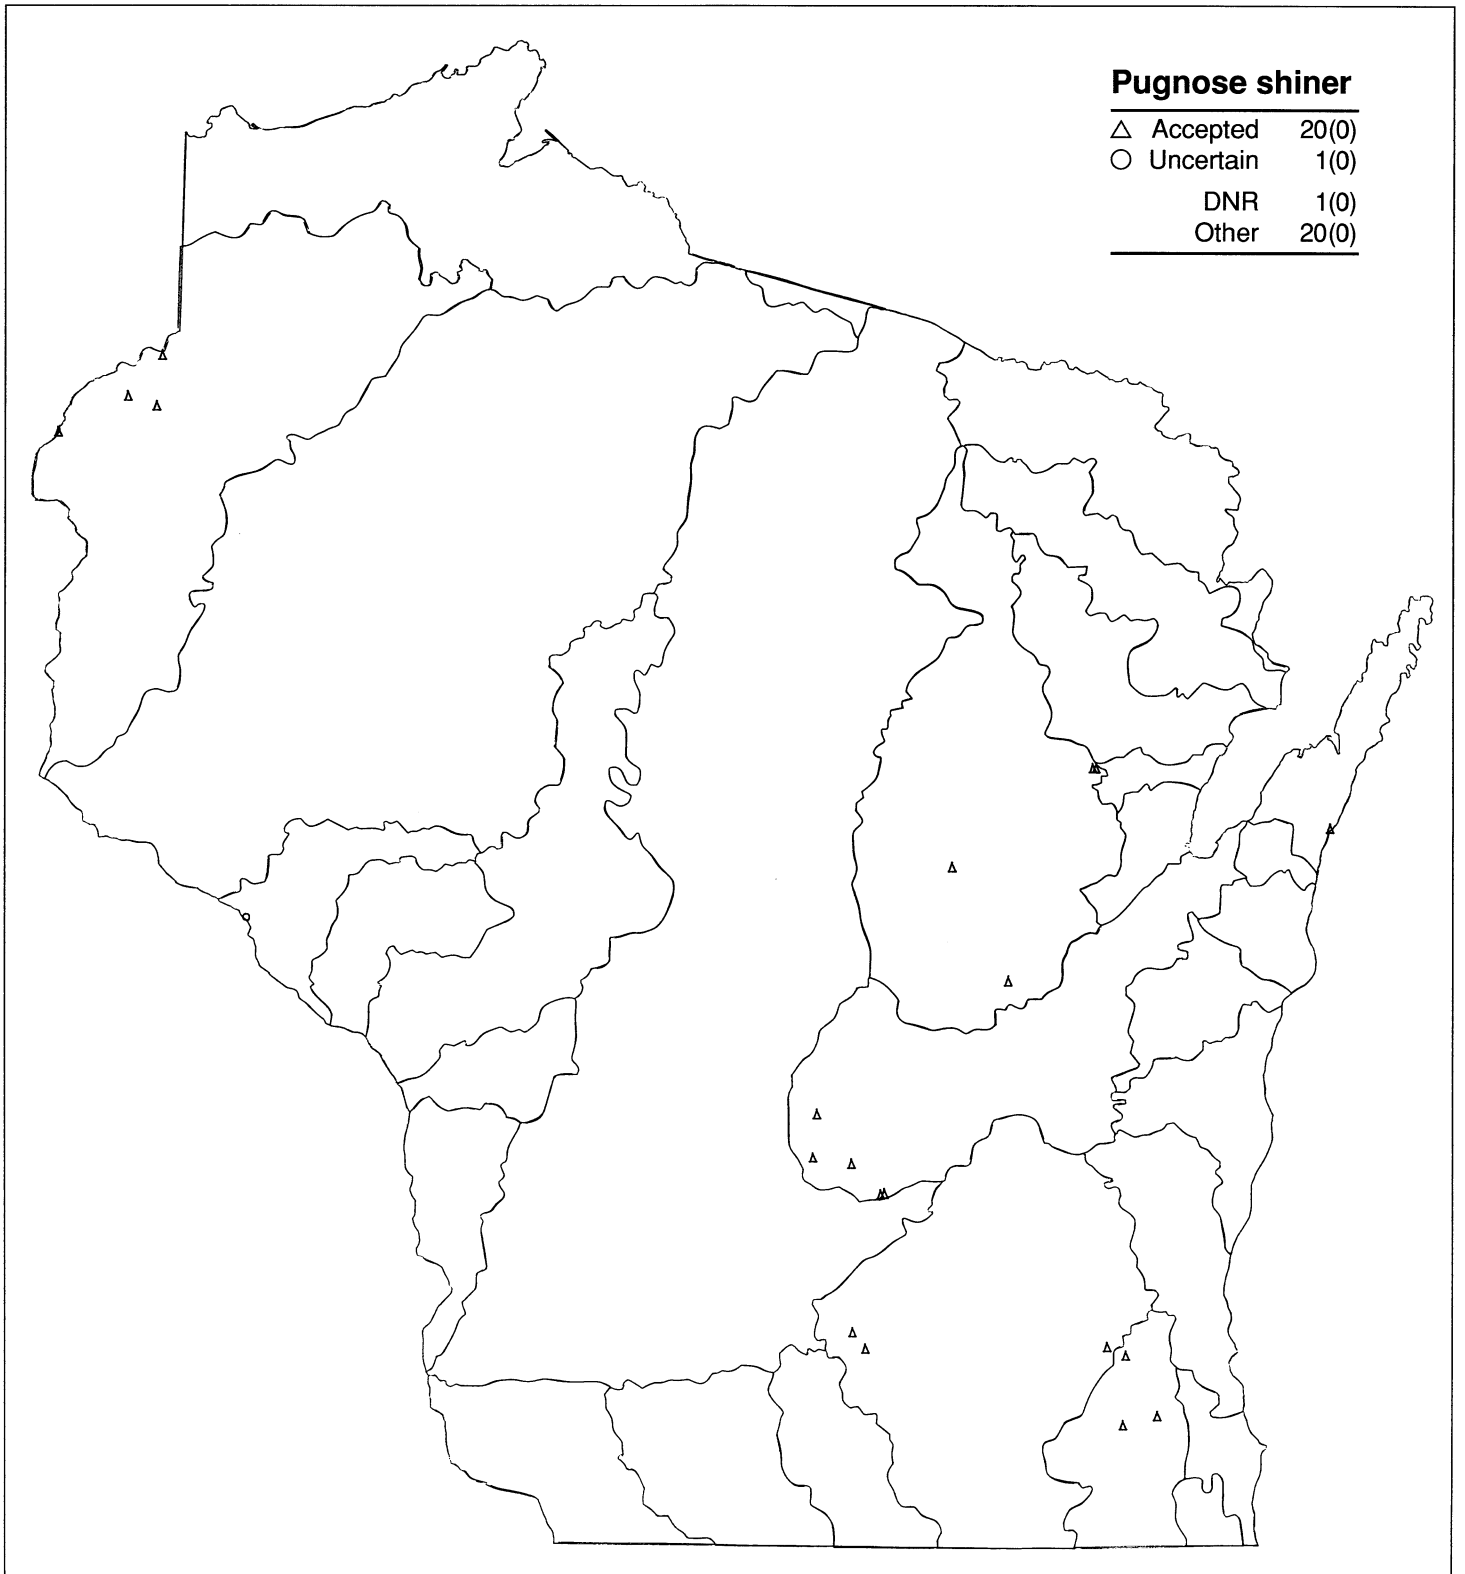 Pugnose shiner
△ Accepted 20(0)
○ Uncertain 1(0)
DNR 1(0)
Other 20(0)